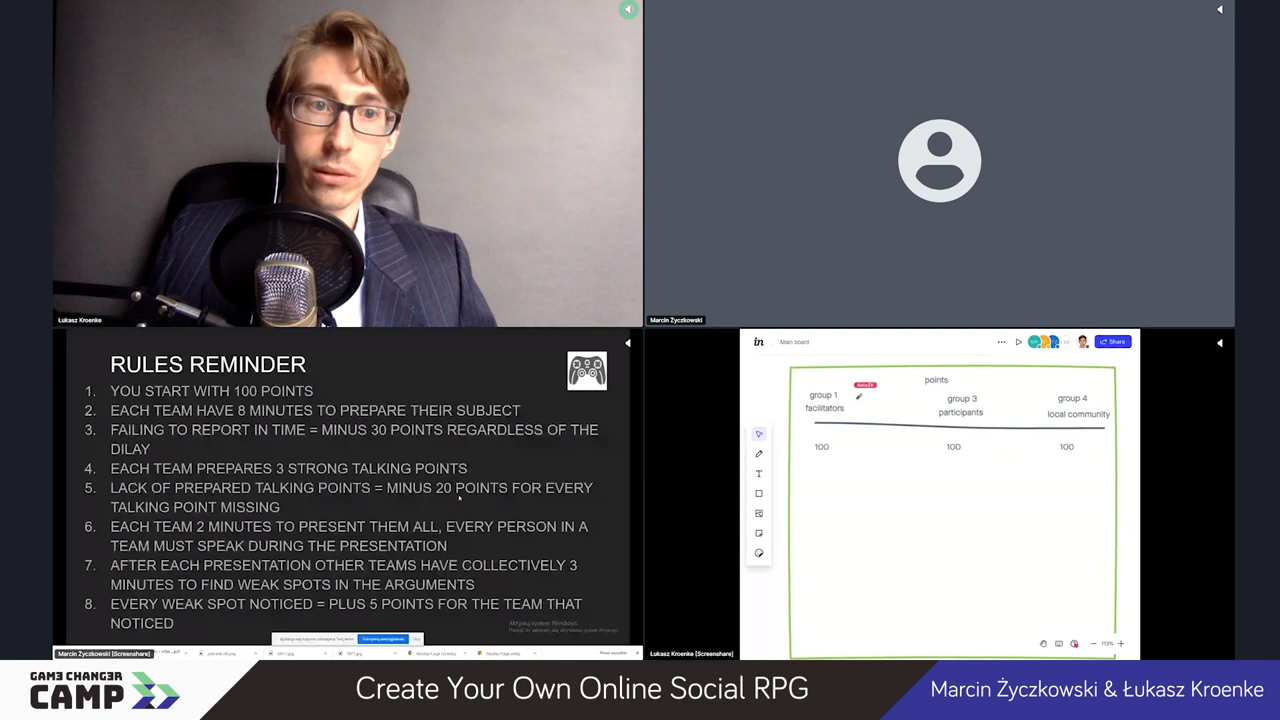 Łukasz Kroenke
Marcin Życzkowski
RULES REMINDER
1. YOU START WITH 100 POINTS
2. EACH TEAM HAVE 8 MINUTES TO PREPARE THEIR SUBJECT
3. FAILING TO REPORT IN TIME = MINUS 30 POINTS REGARDLESS OF THE
DILAY
4. EACH TEAM PREPARES 3 STRONG TALKING POINTS
5. LACK OF PREPARED TALKING POINTS = MINUS 20 POINTS FOR EVERY
TALKING POINT MISSING
6. EACH TEAM 2 MINUTES TO PRESENT THEM ALL, EVERY PERSON IN A
TEAM MUST SPEAK DURING THE PRESENTATION
7. AFTER EACH PRESENTATION OTHER TEAMS HAVE COLLECTIVELY 3
MINUTES TO FIND WEAK SPOTS IN THE ARGUMENTS
8. EVERY WEAK SPOT NOTICED = PLUS 5 POINTS FOR THE TEAM THAT
NOTICED
Aktywuj system Windows
Marcin Życzkowski [Screenshare]
in
Main board
Share
points
group 1
facilitators
group 3
participants
group 4
local community
100
100
100
113%
Łukasz Kroenke [Screenshare]
GAME CHANGER
CAMP
Create Your Own Online Social RPG
Marcin Życzkowski & Łukasz Kroenke